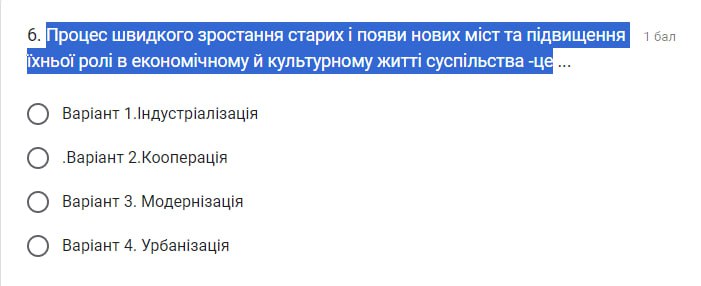 6. Процес швидкого зростання старих і появи нових міст та підвищення 1 бал
їхньої ролі в економічному й культурному житті суспільства -це ...
Варіант 1.Індустріалізація
.Варіант 2.Кооперація
Варіант 3. Модернізація
Варіант 4. Урбанізація